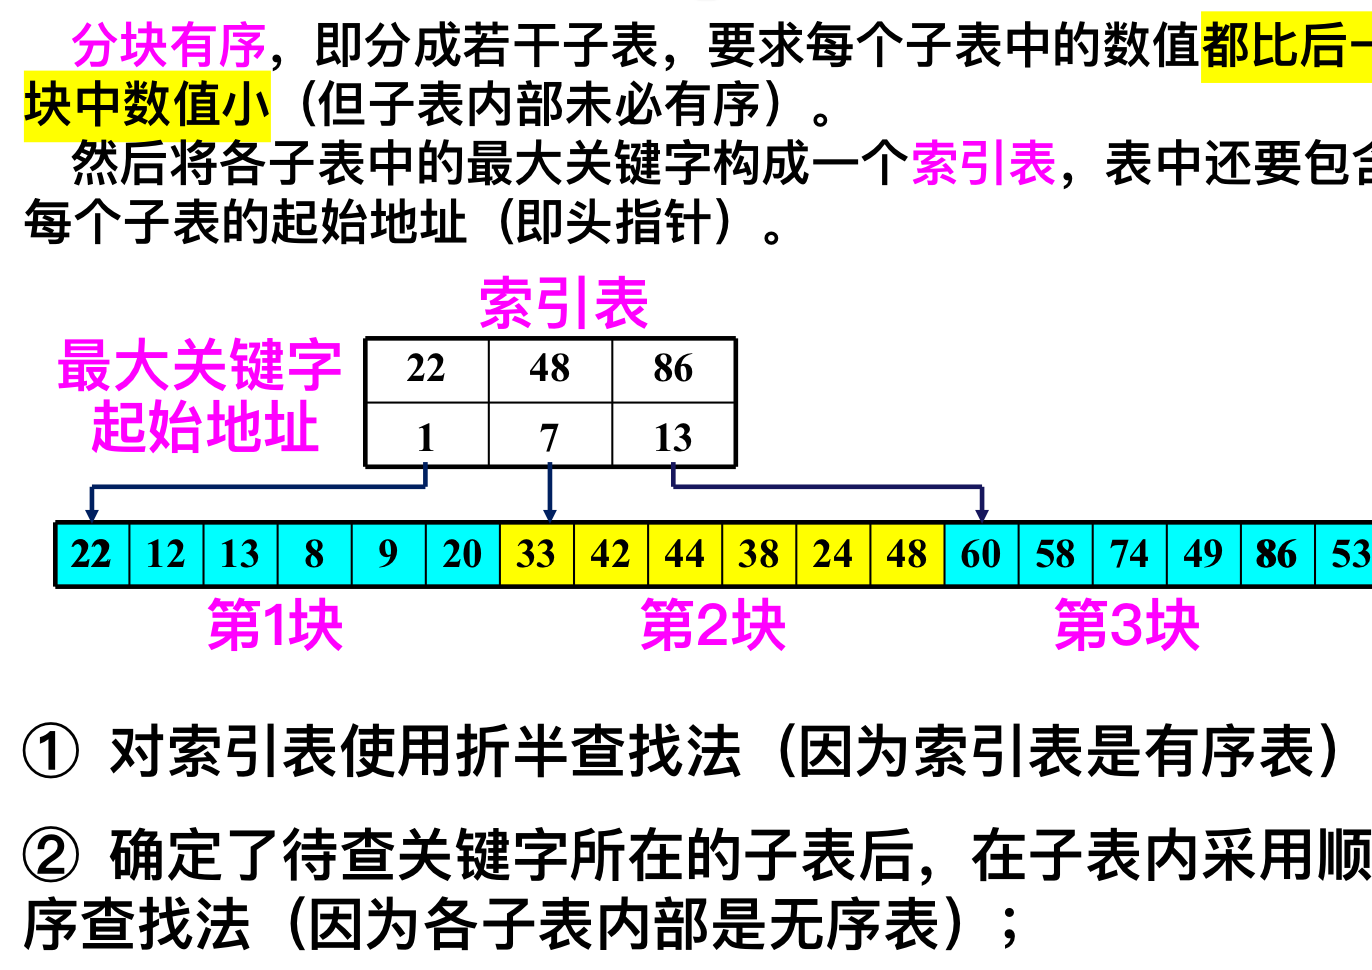 分块有序，即分成若干子表，要求每个子表中的数值都比后一
块中数值小（但子表内部未必有序）。
然后将各子表中的最大关键字构成一个索引表，表中还要包含
每个子表的起始地址（即头指针）。
索引表
最大关键字 22 48 86
起始地址 1 7 13
22 12 13 8 9 20 33 42 44 38 24 48 60 58 74 49 86 53
第1块 第2块 第3块
① 对索引表使用折半查找法（因为索引表是有序表）
② 确定了待查关键字所在的子表后，在子表内采用顺
序查找法（因为各子表内部是无序表）；